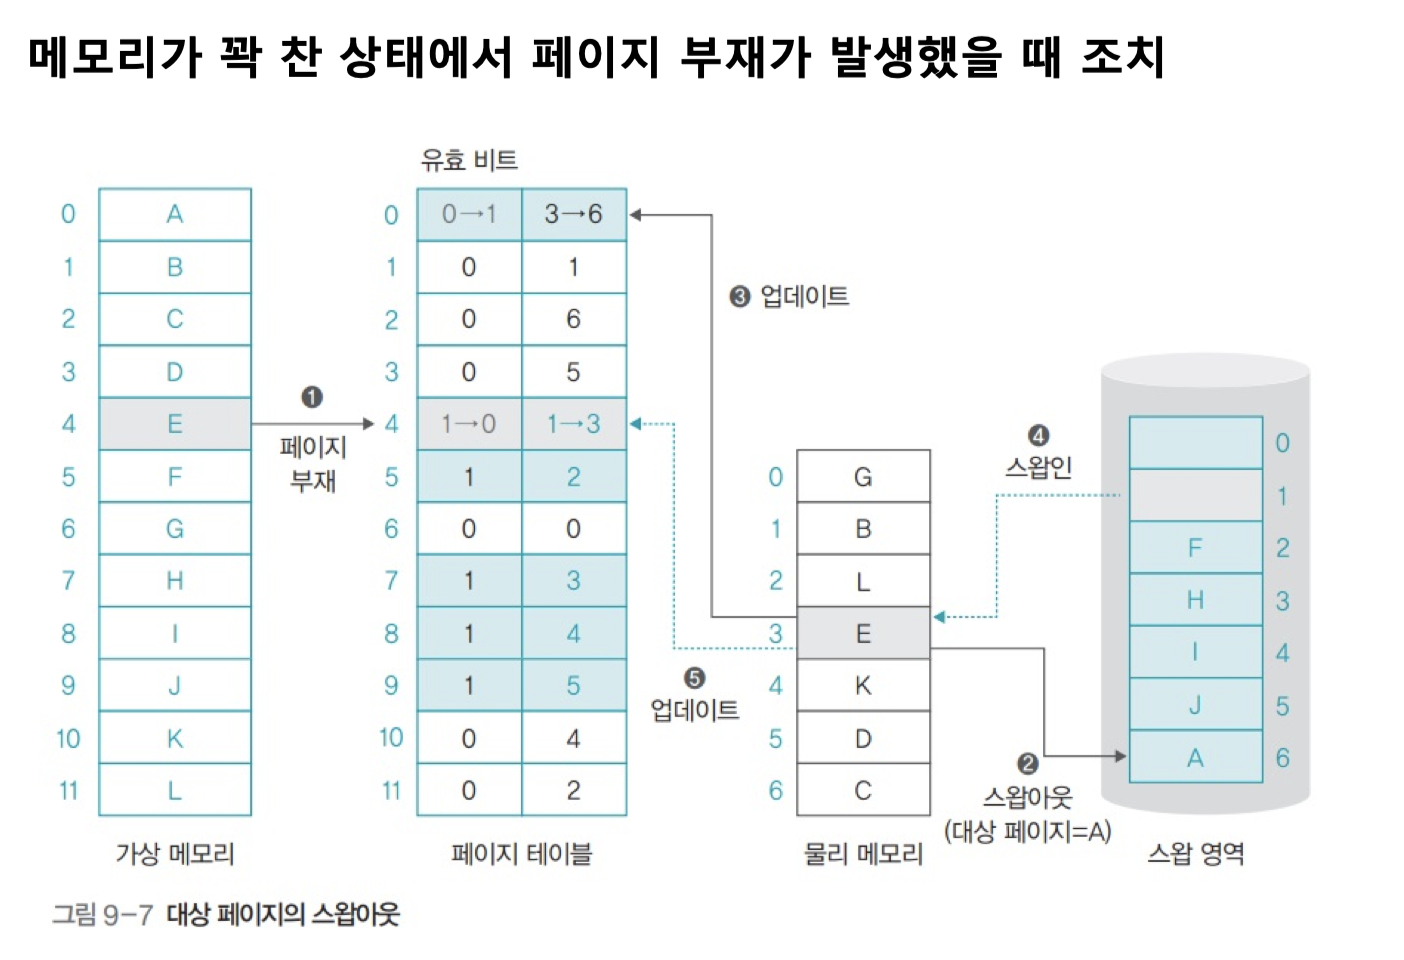 메모리가 꽉 찬 상태에서 페이지 부재가 발생했을 때 조치
유효 비트
0 A
1 B
2 C
3 D
4 E
5 F
6 G
7 H
8 I
9 J
10 K
11 L
가상 메모리
❶
페이지
부재
0 0→1 3→6
1 0 1
2 0 6
3 0 5
4 1→0 1→3
5 1 2
6 0 0
7 1 3
8 1 4
9 1 5
10 0 4
11 0 2
페이지 테이블
❸ 업데이트
❺
업데이트
0 G
1 B
2 L
3 E
4 K
5 D
6 C
물리 메모리
❹
스왑인
❷
스왑아웃
(대상 페이지=A)
0
1
F 2
H 3
I 4
J 5
A 6
스왑 영역
그림 9-7 대상 페이지의 스왑아웃